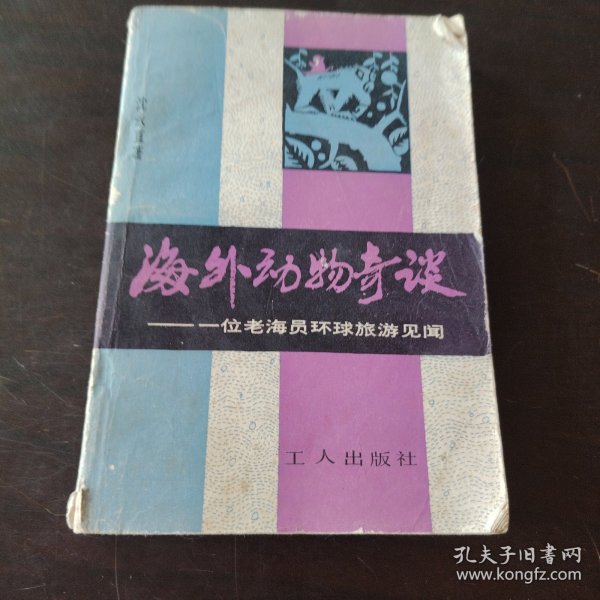 海外动物奇谈
——一位老海员环球旅游见闻
工人出版社
孔夫子旧书网
www.kongfz.com